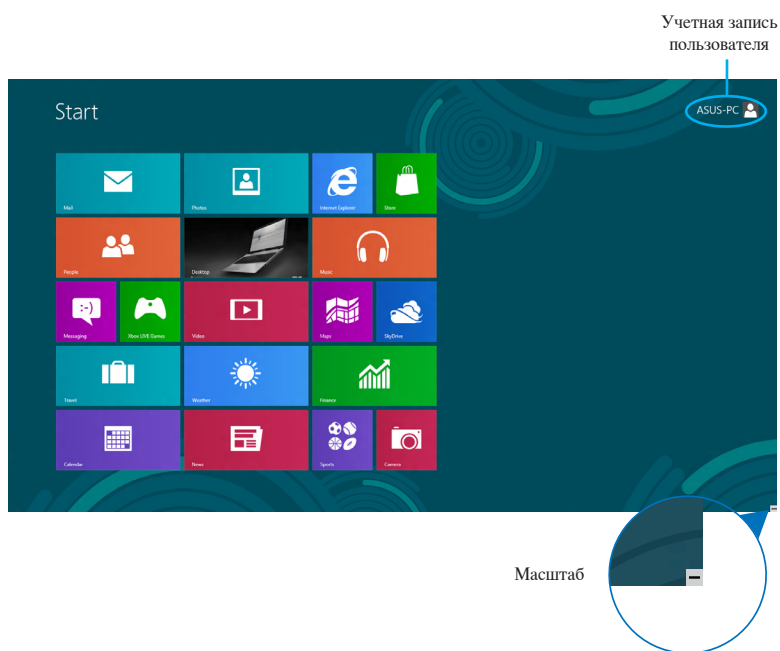 Учетная запись
пользователя
Start
ASUS-PC
Mail
Photos
Internet Explorer
Store
People
Desktop
Music
Messaging
Xbox LIVE Games
Video
Maps
SkyDrive
Travel
Weather
Finance
Calendar
News
Sports
Camera
Масштаб